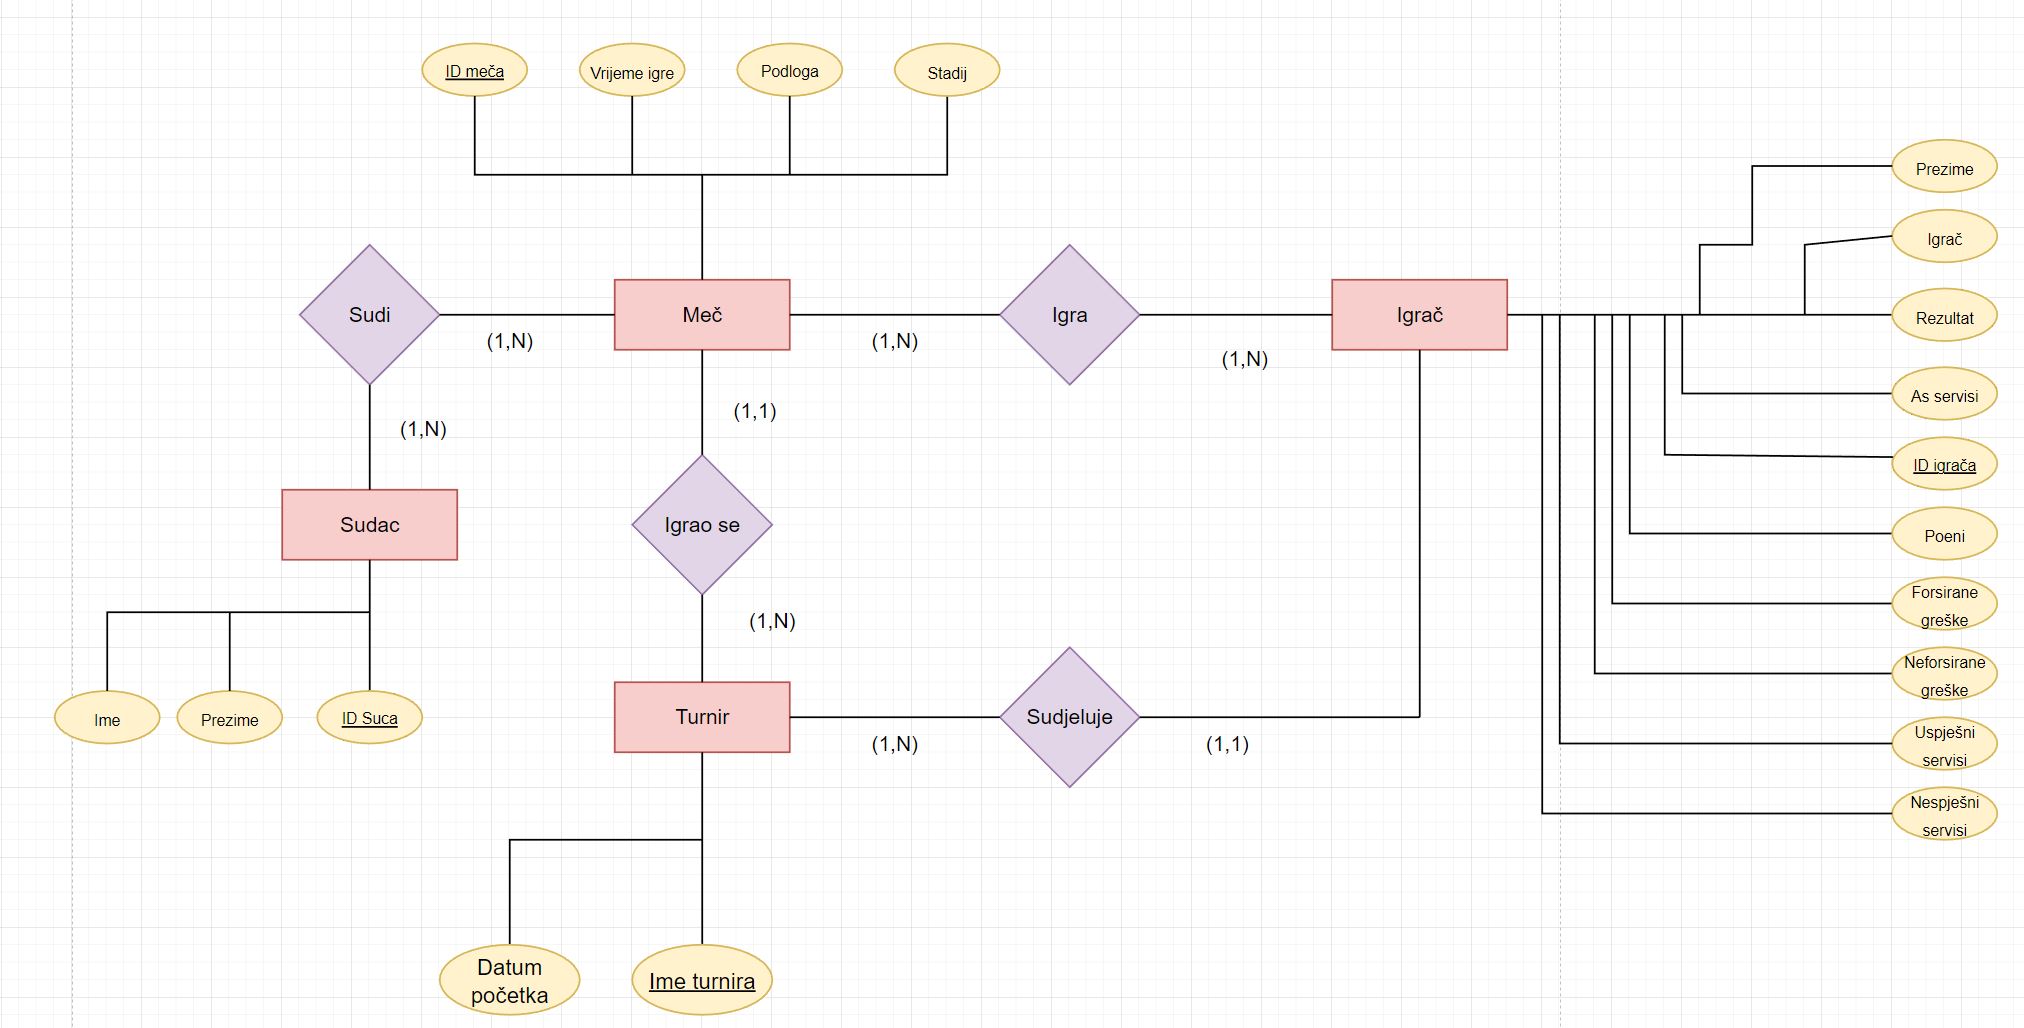 ID meča
Vrijeme igre
Podloga
Stadij
Prezime
Igrač
Sudi
Meč
Igra
Igrač
Rezultat
(1,N)
(1,N)
(1,N)
As servisi
(1,1)
(1,N)
ID igrača
Sudac
Igrao se
Poeni
Forsirane
greške
(1,N)
Neforsirane
greške
Ime
Prezime
ID Suca
Turnir
Sudjeluje
(1,N)
(1,1)
Uspješni
servisi
Nespješni
servisi
Datum
početka
Ime turnira